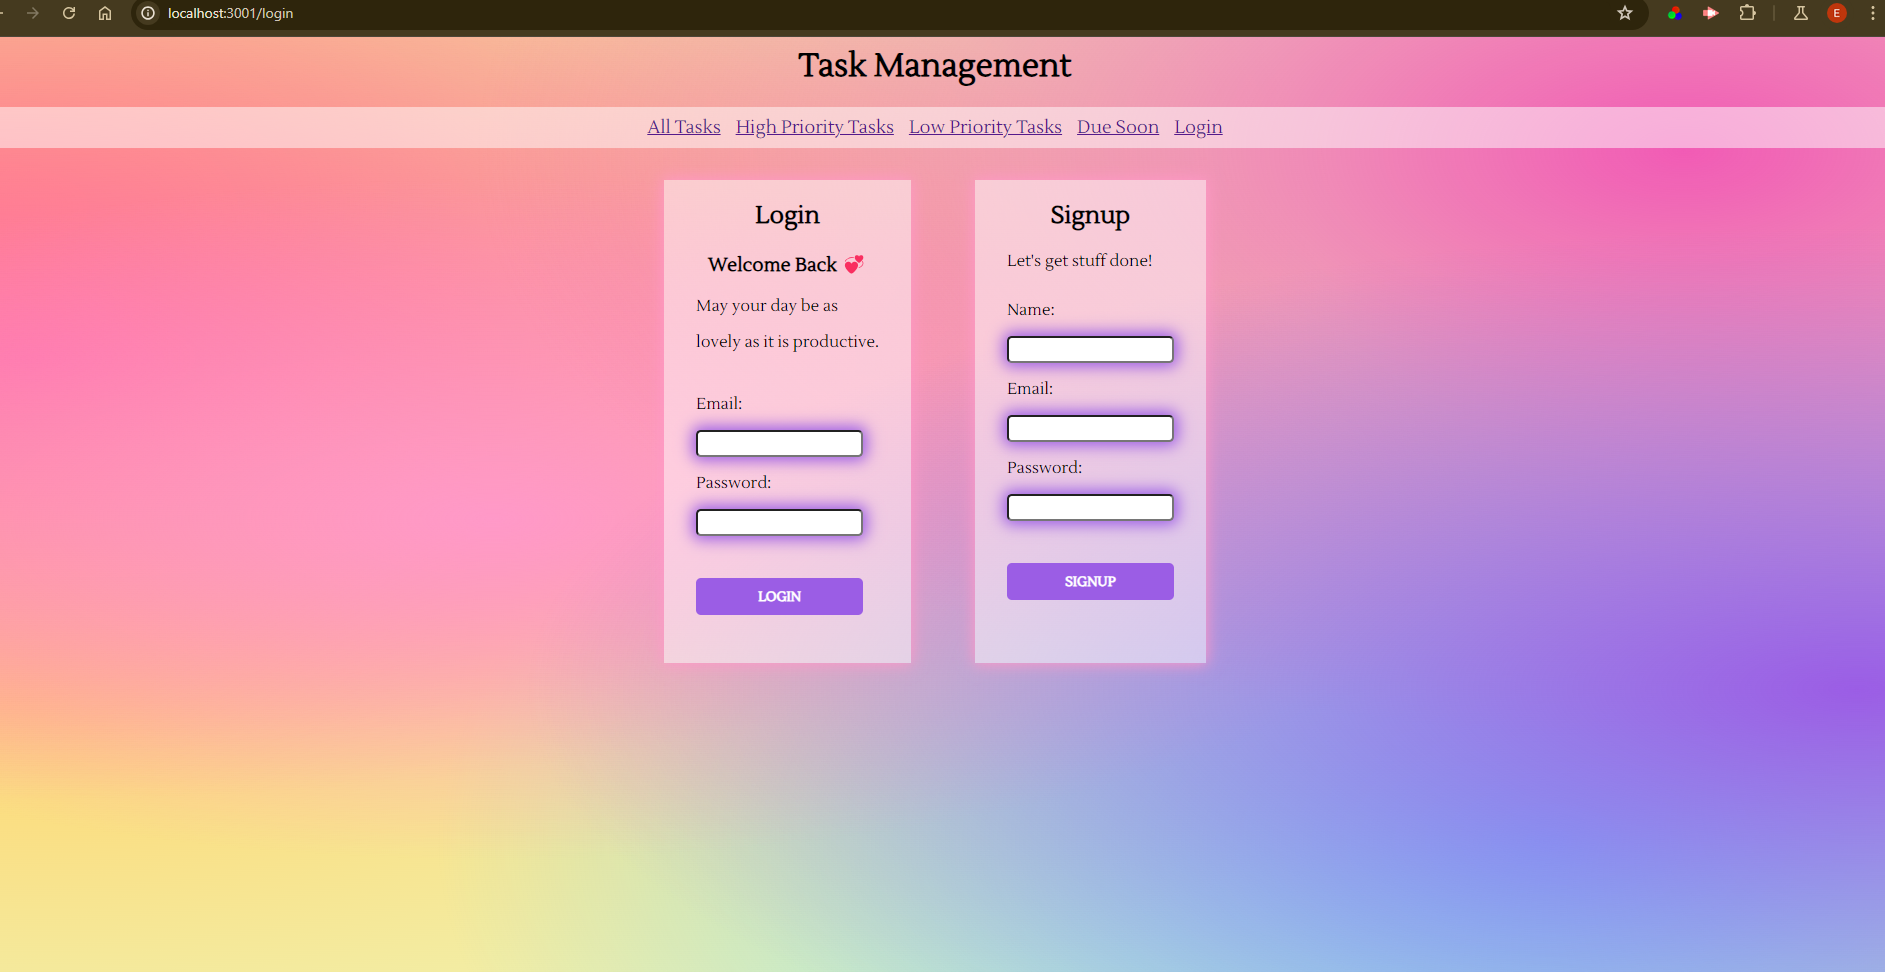 localhost:3001/login
E
Task Management
All Tasks High Priority Tasks Low Priority Tasks Due Soon Login
Login
Welcome Back 💞
May your day be as
lovely as it is productive.
Email:
Password:
LOGIN
Signup
Let's get stuff done!
Name:
Email:
Password:
SIGNUP